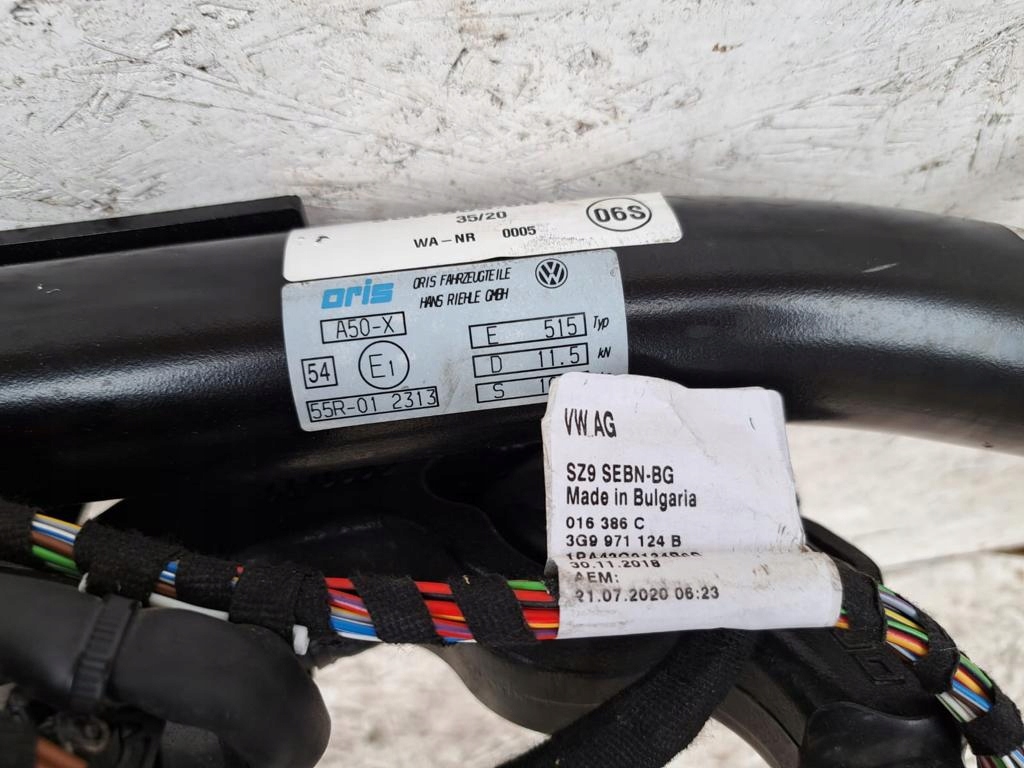 35/20
06S
WA-NR 0005
oris
ORIS FAHRZEUGTEILE
HANS RIEHLE GMBH
VW
A50-X
54
E1
55R-01 2313
E 515 Typ
D 11.5 kN
S
VW AG
SZ9 SEBN-BG
Made in Bulgaria
016 386 C
3G9 971 124 B
30.11.2018
AEM:
21.07.2020 06:23